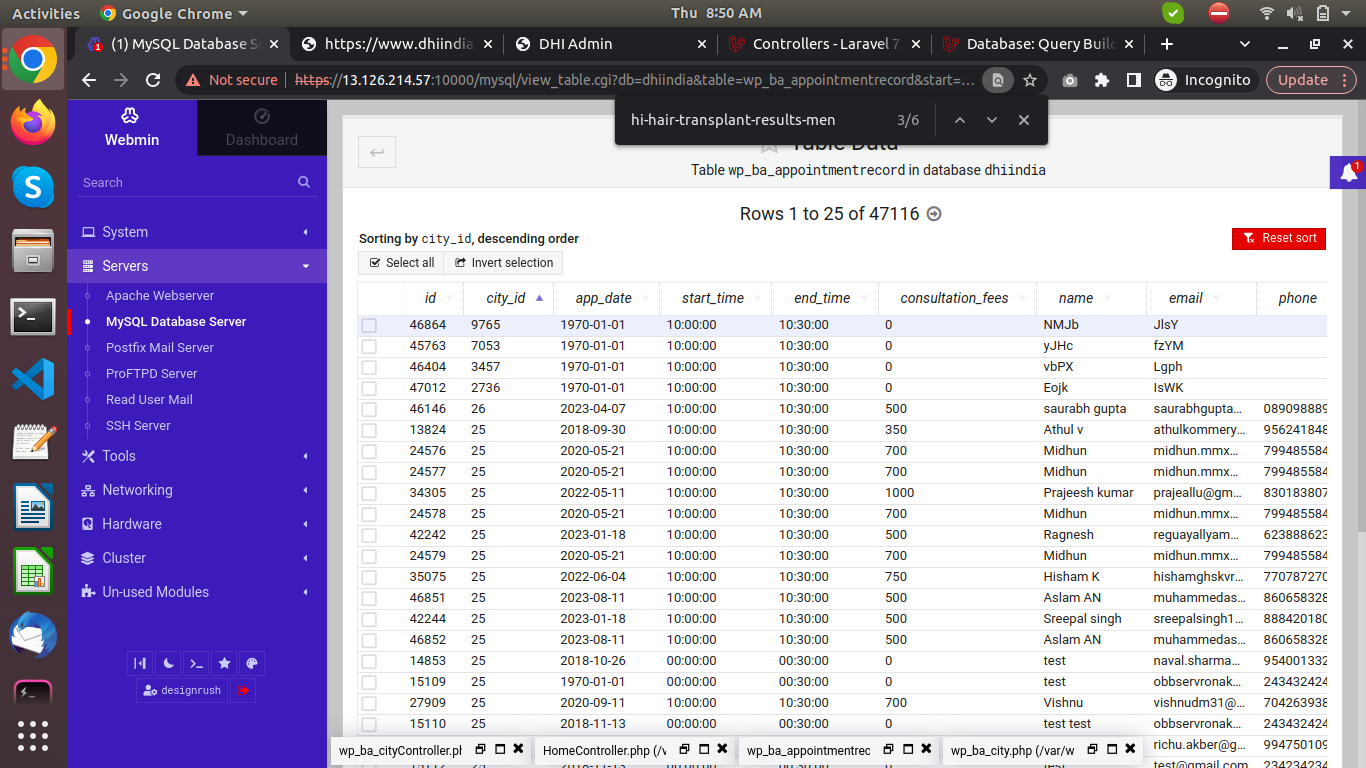 Activities Google Chrome Thu 8:50 AM
(1) MySQL Database S https://www.dhiindia DHI Admin Controllers - Laravel 7. Database: Query Buil
Not secure https://13.126.214.57:10000/mysql/view_table.cgi?db=dhiindia&table=wp_ba_appointmentrecord&start=... Incognito Update
hi-hair-transplant-results-men 3/6
Webmin Dashboard
Table Data
Table wp_ba_appointmentrecord in database dhiindia
1
Search
Rows 1 to 25 of 47116
Sorting by city_id, descending order Reset sort
Select all Invert selection
System
Servers
Apache Webserver
MySQL Database Server
Postfix Mail Server
ProFTPD Server
Read User Mail
SSH Server
Tools
Networking
Hardware
Cluster
Un-used Modules
designrush
id city_id app_date start_time end_time consultation_fees name email phone
46864 9765 1970-01-01 10:00:00 10:30:00 0 NMJb JlsY
45763 7053 1970-01-01 10:00:00 10:30:00 0 yJHc fzYM
46404 3457 1970-01-01 10:00:00 10:30:00 0 vbPX Lgph
47012 2736 1970-01-01 10:00:00 10:30:00 0 Eojk IsWK
46146 26 2023-04-07 10:00:00 10:30:00 500 saurabh gupta saurabhgupta... 089098889
13824 25 2018-09-30 10:00:00 10:30:00 350 Athul v athulkommery... 956241848
24576 25 2020-05-21 10:00:00 10:30:00 700 Midhun midhun.mmx... 799485584
24577 25 2020-05-21 10:00:00 10:30:00 700 Midhun midhun.mmx... 799485584
34305 25 2022-05-11 10:00:00 10:30:00 1000 Prajeesh kumar prajeallu@gm... 830183807
24578 25 2020-05-21 10:00:00 10:30:00 700 Midhun midhun.mmx... 799485584
42242 25 2023-01-18 10:00:00 10:30:00 500 Ragnesh reguayallyam... 623888623
24579 25 2020-05-21 10:00:00 10:30:00 700 Midhun midhun.mmx... 799485584
35075 25 2022-06-04 10:00:00 10:30:00 750 Hisham K hishamghskvr... 770787270
46851 25 2023-08-11 10:00:00 10:30:00 500 Aslam AN muhammedas... 860658328
42244 25 2023-01-18 10:00:00 10:30:00 500 Sreepal singh sreepalsingh1... 888420180
46852 25 2023-08-11 10:00:00 10:30:00 500 Aslam AN muhammedas... 860658328
14853 25 2018-10-26 00:00:00 00:30:00 0 test naval.sharma... 954001332
15109 25 1970-01-01 00:00:00 00:30:00 0 test obbservronak... 243432424
27909 25 2020-09-11 10:00:00 10:30:00 700 Vishnu vishnudm31@... 704263938
15110 25 2018-11-13 00:00:00 00:30:00 0 test test obbservronak... 243432424
richu.akber@g... 994750109
wp_ba_cityController.ph HomeController.php (/v wp_ba_appointmentrec wp_ba_city.php (/var/w
test@gmail.com 234234234